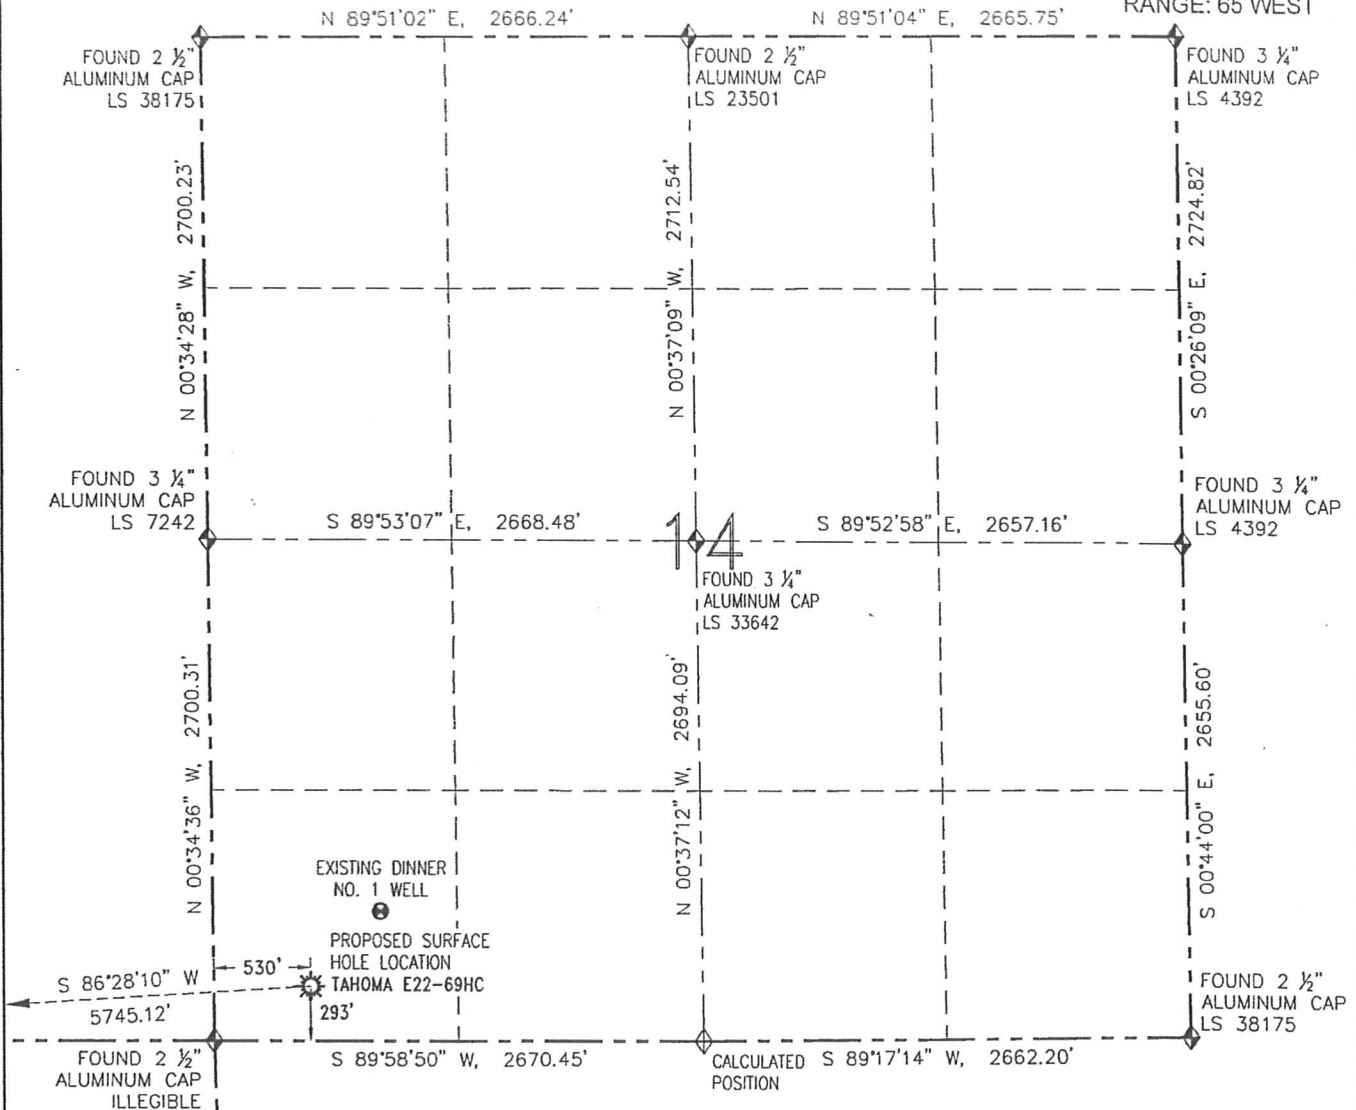 RANGE: 65 WEST
N 89°51'02" E, 2666.24'
N 89°51'04" E, 2665.75'
FOUND 2 ½"
ALUMINUM CAP
LS 38175
FOUND 2 ½"
ALUMINUM CAP
LS 23501
FOUND 3 ¼"
ALUMINUM CAP
LS 4392
N 00°34'28" W, 2700.23'
N 00°37'09" W, 2712.54'
S 00°26'09" E, 2724.82'
FOUND 3 ¼"
ALUMINUM CAP
LS 7242
S 89°53'07" E, 2668.48'
14
S 89°52'58" E, 2657.16'
FOUND 3 ¼"
ALUMINUM CAP
LS 4392
FOUND 3 ¼"
ALUMINUM CAP
LS 33642
N 00°34'36" W, 2700.31'
N 00°37'12" W, 2694.09'
S 00°44'00" E, 2655.60'
EXISTING DINNER
NO. 1 WELL
PROPOSED SURFACE
HOLE LOCATION
TAHOMA E22-69HC
530'
293'
S 86°28'10" W
5745.12'
FOUND 2 ½"
ALUMINUM CAP
LS 38175
FOUND 2 ½"
ALUMINUM CAP
ILLEGIBLE
S 89°58'50" W, 2670.45'
CALCULATED
POSITION
S 89°17'14" W, 2662.20'